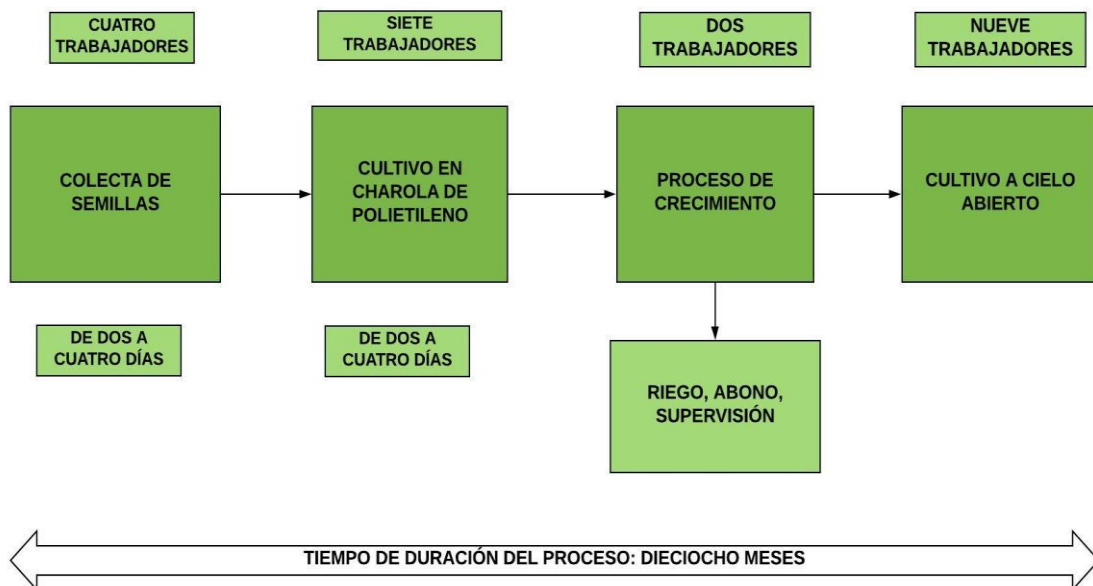 CUATRO
TRABAJADORES
SIETE
TRABAJADORES
DOS
TRABAJADORES
NUEVE
TRABAJADORES
COLECTA DE
SEMILLAS
CULTIVO EN
CHAROLA DE
POLIETILENO
PROCESO DE
CRECIMIENTO
CULTIVO A CIELO
ABIERTO
DE DOS A
CUATRO DÍAS
DE DOS A
CUATRO DÍAS
RIEGO, ABONO,
SUPERVISIÓN
TIEMPO DE DURACIÓN DEL PROCESO: DIECIOCHO MESES